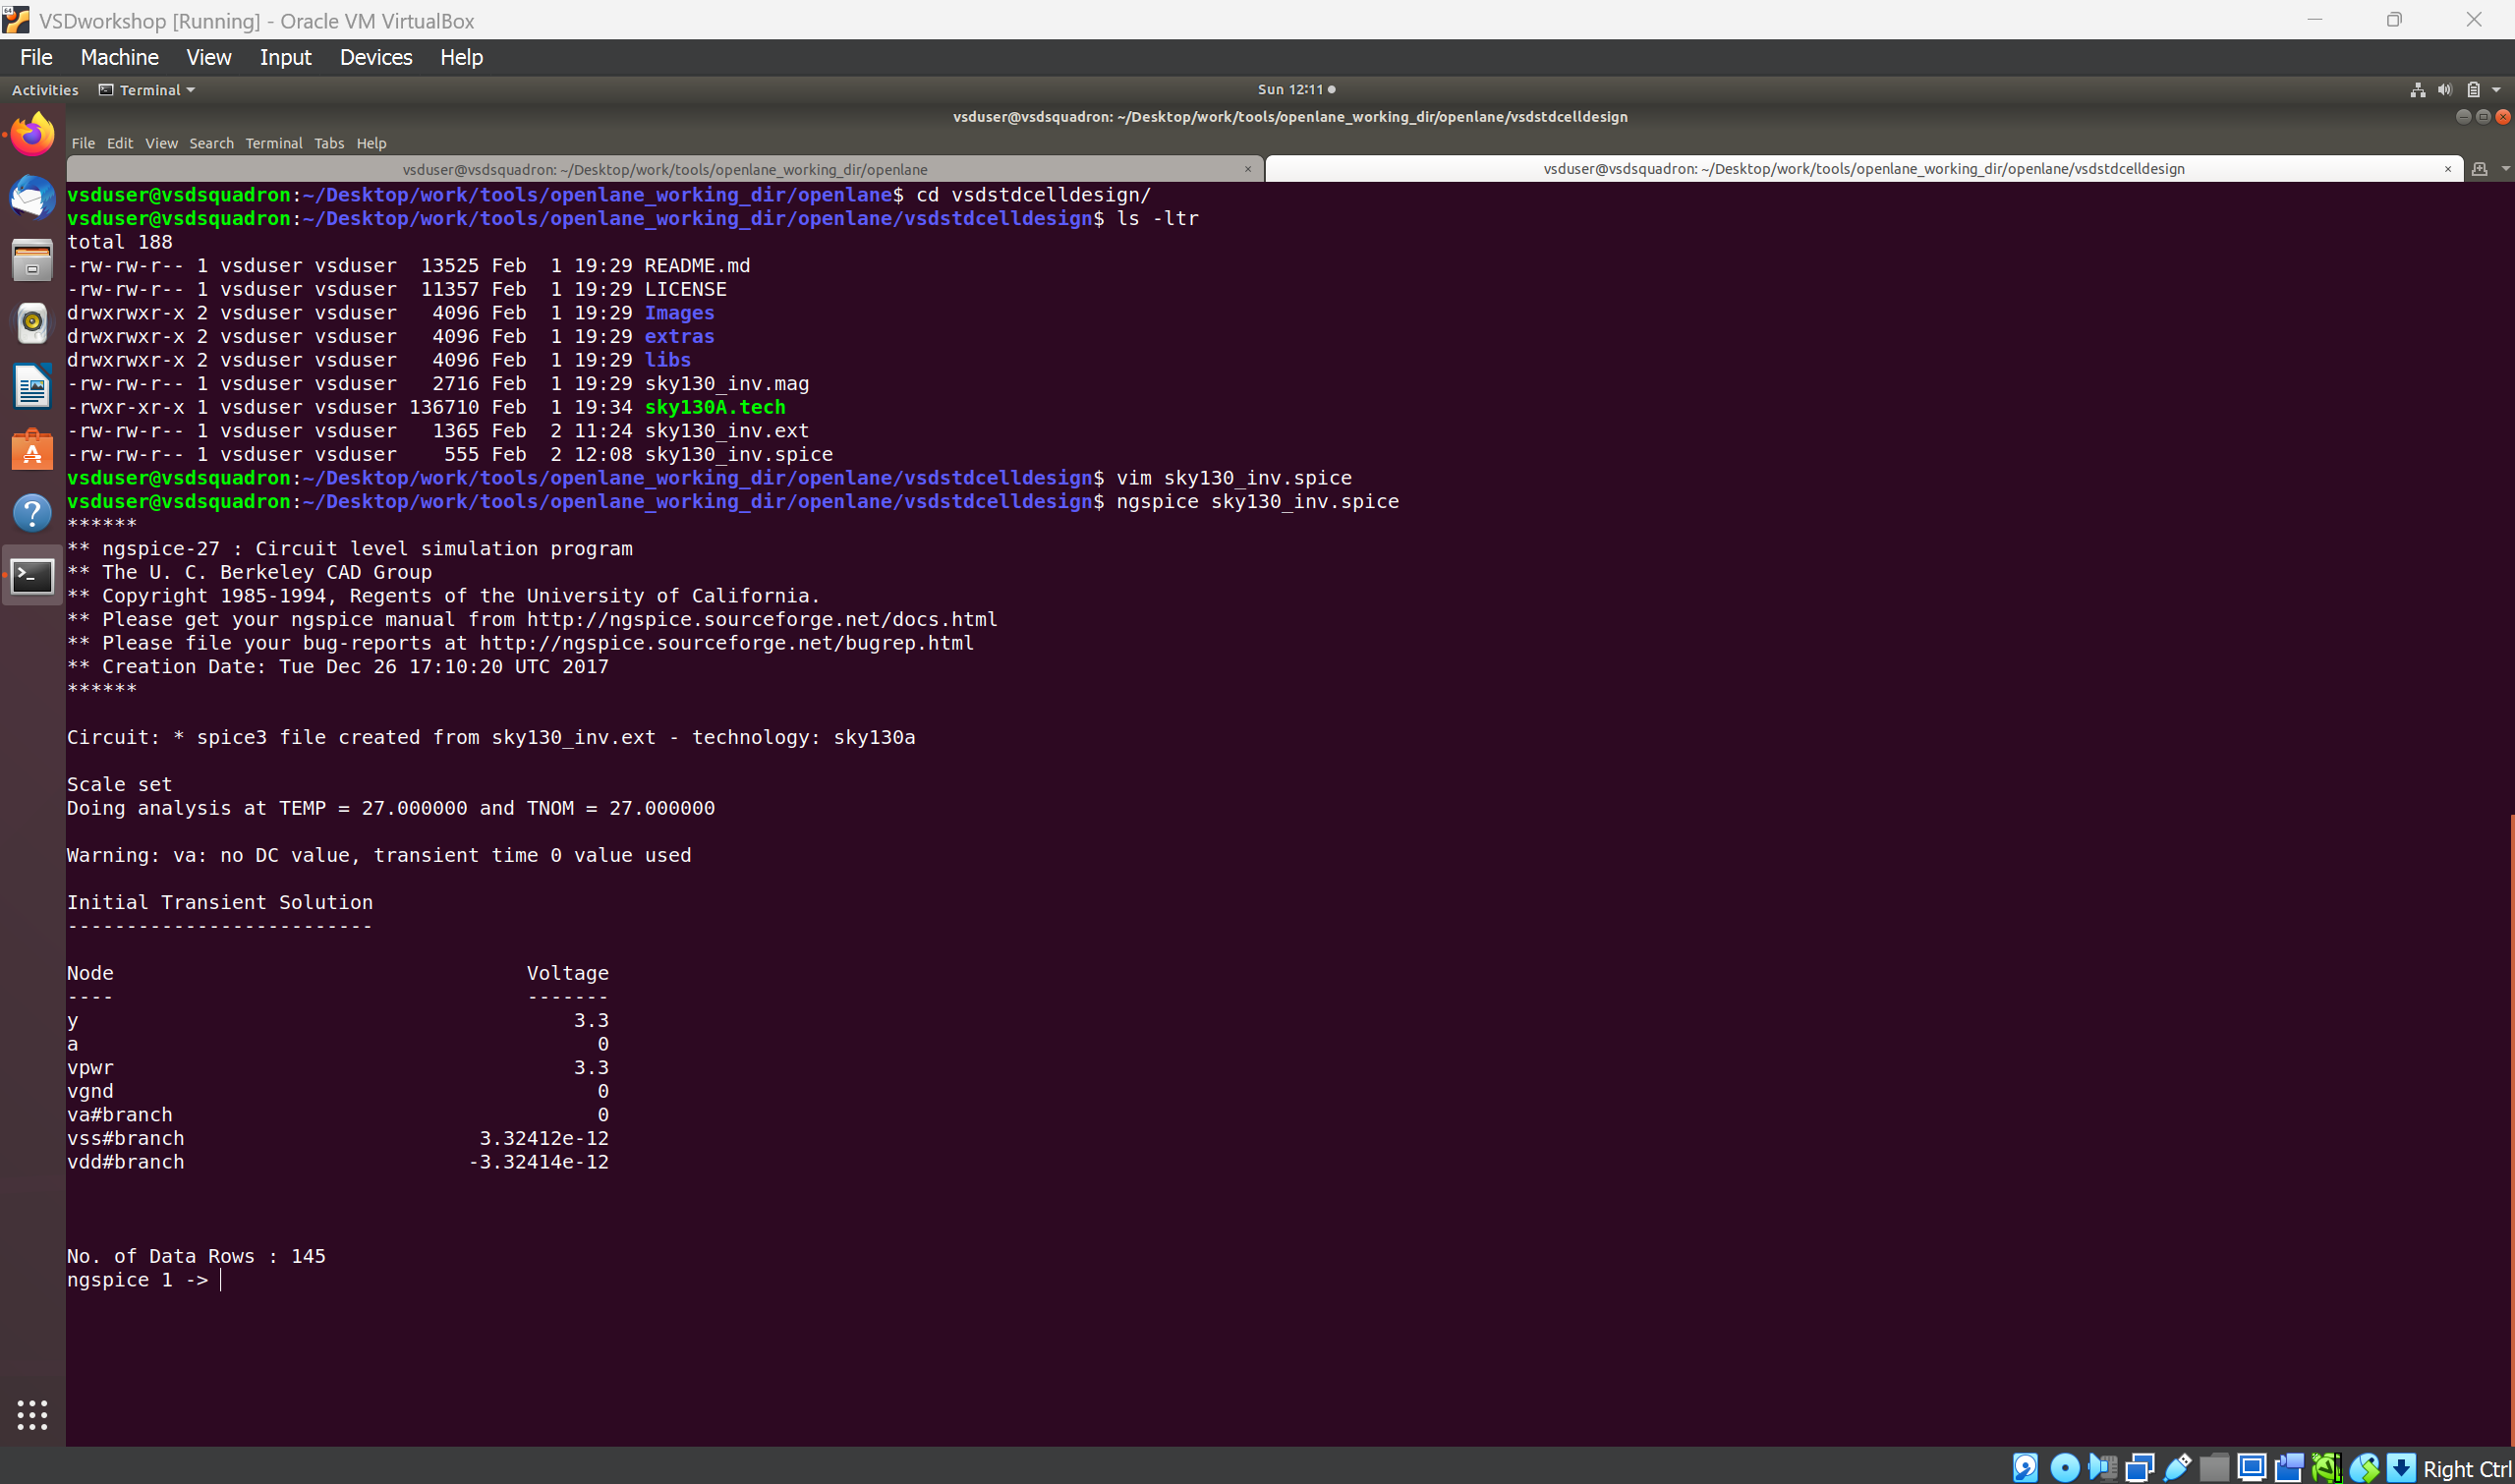 VSDworkshop [Running] - Oracle VM VirtualBox
File Machine View Input Devices Help
Activities Terminal Sun 12:11
vsduser@vsdsquadron: ~/Desktop/work/tools/openlane_working_dir/openlane/vsdstdcelldesign
File Edit View Search Terminal Tabs Help
vsduser@vsdsquadron: ~/Desktop/work/tools/openlane_working_dir/openlane × vsduser@vsdsquadron: ~/Desktop/work/tools/openlane_working_dir/openlane/vsdstdcelldesign ×
vsduser@vsdsquadron:~/Desktop/work/tools/openlane_working_dir/openlane$ cd vsdstdcelldesign/
vsduser@vsdsquadron:~/Desktop/work/tools/openlane_working_dir/openlane/vsdstdcelldesign$ ls -ltr
total 188
-rw-rw-r-- 1 vsduser vsduser  13525 Feb  1 19:29 README.md
-rw-rw-r-- 1 vsduser vsduser  11357 Feb  1 19:29 LICENSE
drwxrwxr-x 2 vsduser vsduser   4096 Feb  1 19:29 Images
drwxrwxr-x 2 vsduser vsduser   4096 Feb  1 19:29 extras
drwxrwxr-x 2 vsduser vsduser   4096 Feb  1 19:29 libs
-rw-rw-r-- 1 vsduser vsduser   2716 Feb  1 19:29 sky130_inv.mag
-rwxr-xr-x 1 vsduser vsduser 136710 Feb  1 19:34 sky130A.tech
-rw-rw-r-- 1 vsduser vsduser   1365 Feb  2 11:24 sky130_inv.ext
-rw-rw-r-- 1 vsduser vsduser    555 Feb  2 12:08 sky130_inv.spice
vsduser@vsdsquadron:~/Desktop/work/tools/openlane_working_dir/openlane/vsdstdcelldesign$ vim sky130_inv.spice
vsduser@vsdsquadron:~/Desktop/work/tools/openlane_working_dir/openlane/vsdstdcelldesign$ ngspice sky130_inv.spice
******
** ngspice-27 : Circuit level simulation program
** The U. C. Berkeley CAD Group
** Copyright 1985-1994, Regents of the University of California.
** Please get your ngspice manual from http://ngspice.sourceforge.net/docs.html
** Please file your bug-reports at http://ngspice.sourceforge.net/bugrep.html
** Creation Date: Tue Dec 26 17:10:20 UTC 2017
******
Circuit: * spice3 file created from sky130_inv.ext - technology: sky130a
Scale set
Doing analysis at TEMP = 27.000000 and TNOM = 27.000000
Warning: va: no DC value, transient time 0 value used
Initial Transient Solution
--------------------------
Node                                   Voltage
----                                   -------
y                                          3.3
a                                            0
vpwr                                       3.3
vgnd                                         0
va#branch                                    0
vss#branch                         3.32412e-12
vdd#branch                        -3.32414e-12
No. of Data Rows : 145
ngspice 1 ->
Right Ctrl